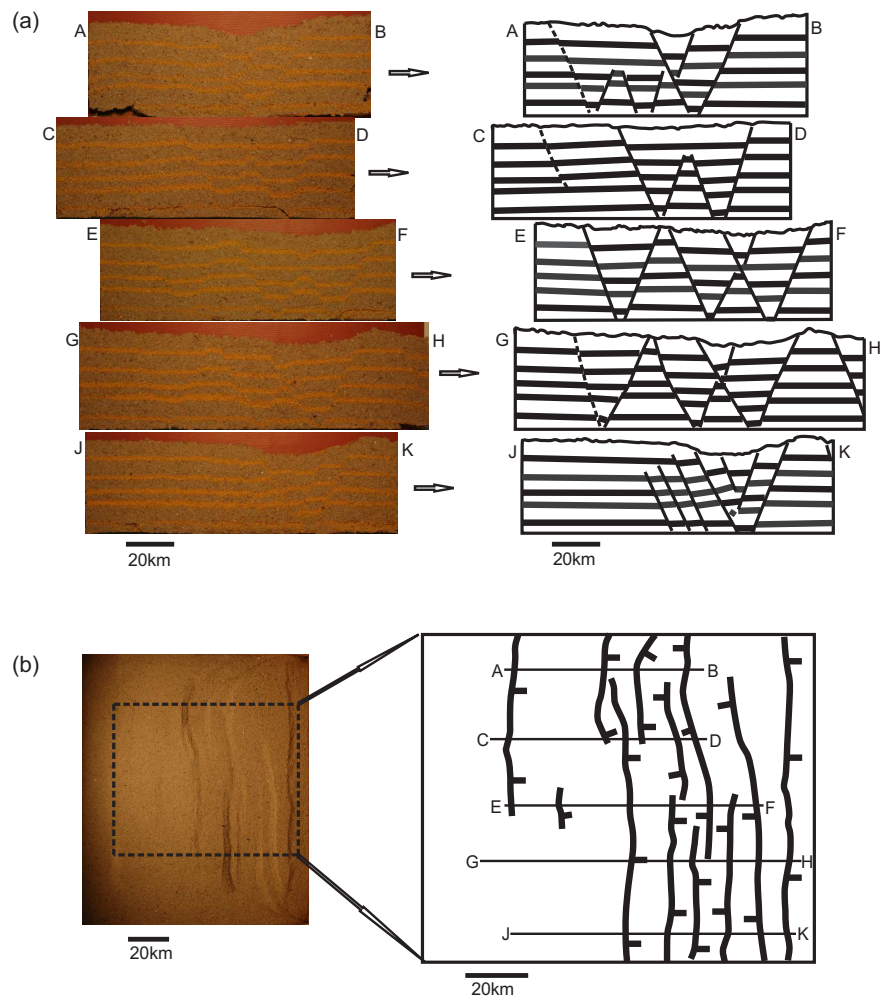 (a)
A B A B
C D C D
E F E F
G H G H
J K J K
20km 20km
(b)
A B
C D
E F
G H
J K
20km 20km